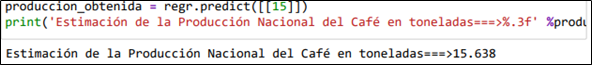 produccion_obtenida = regr.predict([[15]])
print('Estimación de la Producción Nacional del Café en toneladas===>%.3f' %produ
Estimación de la Producción Nacional del Café en toneladas===>15.638